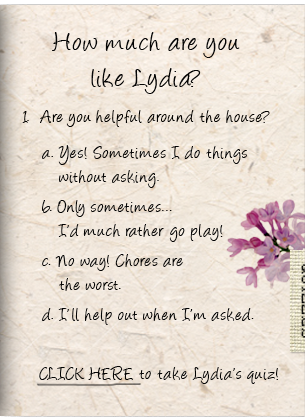 How much are you
like Lydia?
1 Are you helpful around the house?
a. Yes! Sometimes I do things
without asking.
b. Only sometimes...
I'd much rather go play!
c. No way! Chores are
the worst.
d. I'll help out when I'm asked.
CLICK HERE to take Lydia's quiz!